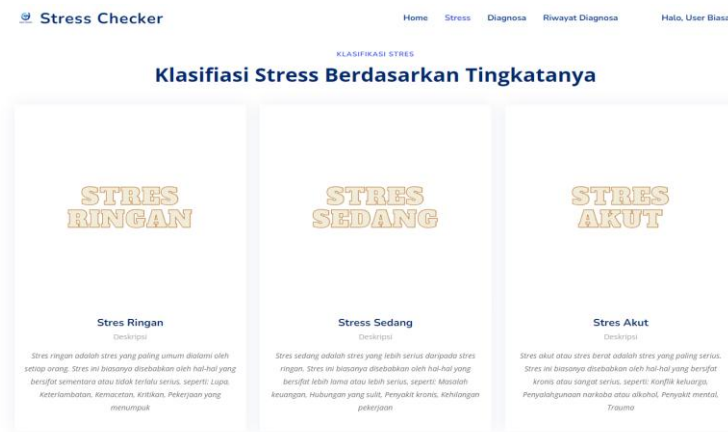 Stress Checker
Home Stress Diagnosa Riwayat Diagnosa Halo, User Biasa
KLASIFIKASI STRES
Klasifiasi Stress Berdasarkan Tingkatanya
STRES
RINGAN
STRES
SEDANG
STRES
AKUT
Stres Ringan
Deskripsi
Stres ringan adalah stres yang paling umum dialami oleh
setiap orang. Stres ini biasanya disebabkan oleh hal-hal yang
bersifat sementara atau tidak terlalu serius, seperti: Lupa,
Keterlambatan, Kemacetan, Kritikan, Pekerjaan yang
menumpuk
Stress Sedang
Deskripsi
Stres sedang adalah stres yang lebih serius daripada stres
ringan. Stres ini biasanya disebabkan oleh hal-hal yang
bersifat lebih lama atau lebih serius, seperti: Masalah
keuangan, Hubungan yang sulit, Penyakit kronis, Kehilangan
pekerjaan
Stres Akut
Deskripsi
Stres akut atau stres berat adalah stres yang paling serius.
Stres ini biasanya disebabkan oleh hal-hal yang bersifat
kronis atau sangat serius, seperti: Konflik keluarga,
Penyalahgunaan narkoba atau alkohol, Penyakit mental,
Trauma